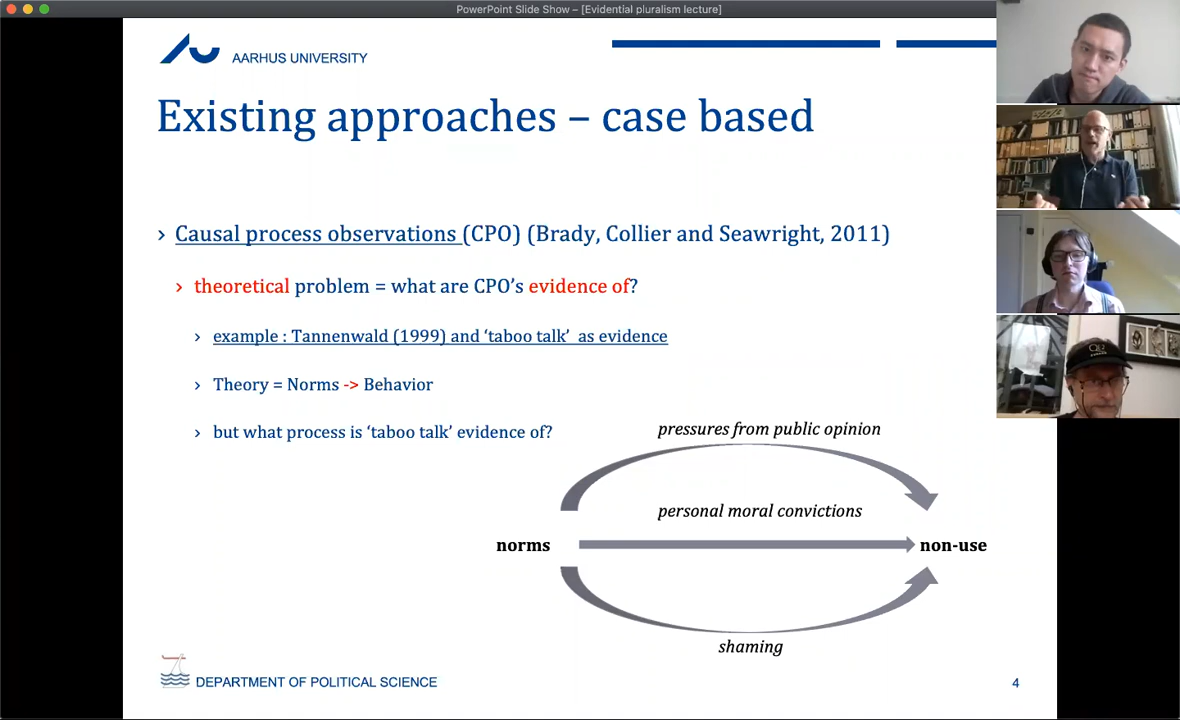 PowerPoint Slide Show – [Evidential pluralism lecture]
AARHUS UNIVERSITY
Existing approaches – case based
› Causal process observations (CPO) (Brady, Collier and Seawright, 2011)
› theoretical problem = what are CPO's evidence of?
› example : Tannenwald (1999) and ‘taboo talk’ as evidence
› Theory = Norms -> Behavior
› but what process is ‘taboo talk’ evidence of?
pressures from public opinion
personal moral convictions
norms
non-use
shaming
DEPARTMENT OF POLITICAL SCIENCE
4